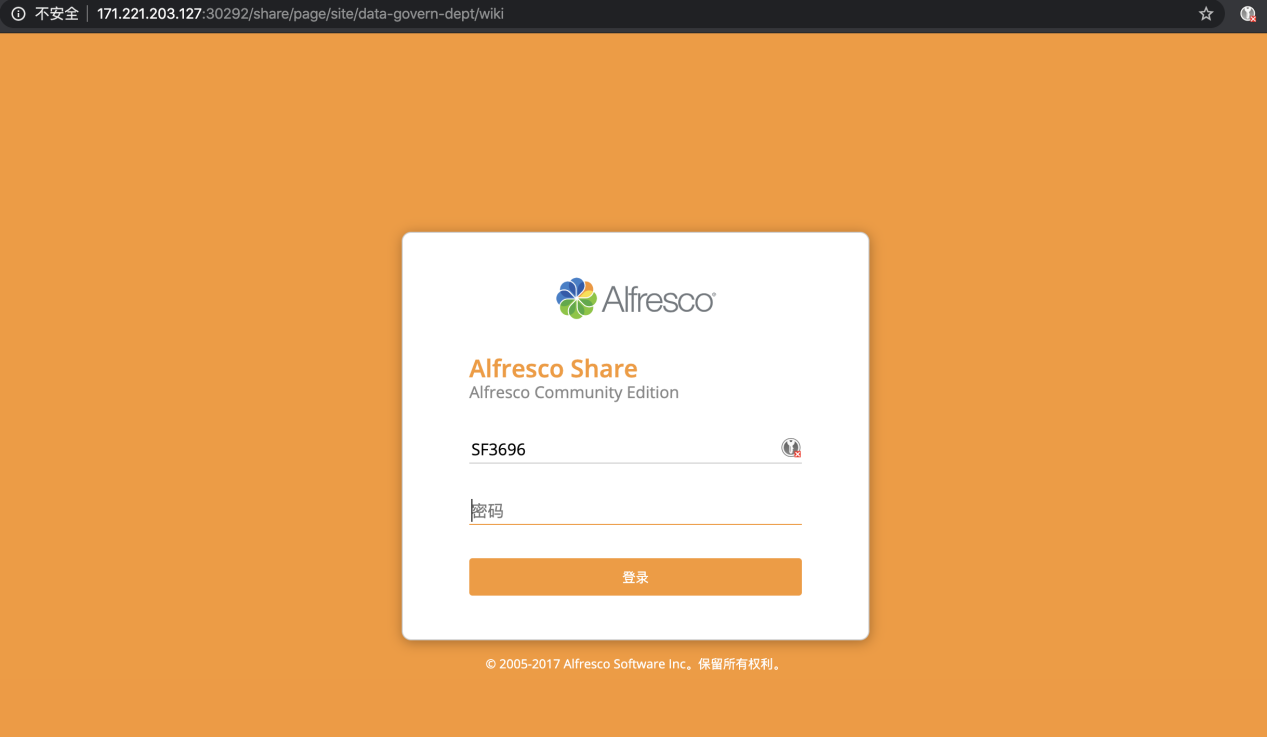 不安全 171.221.203.127:30292/share/page/site/data-govern-dept/wiki
Alfresco®
Alfresco Share
Alfresco Community Edition
SF3696
密码
登录
© 2005-2017 Alfresco Software Inc。保留所有权利。